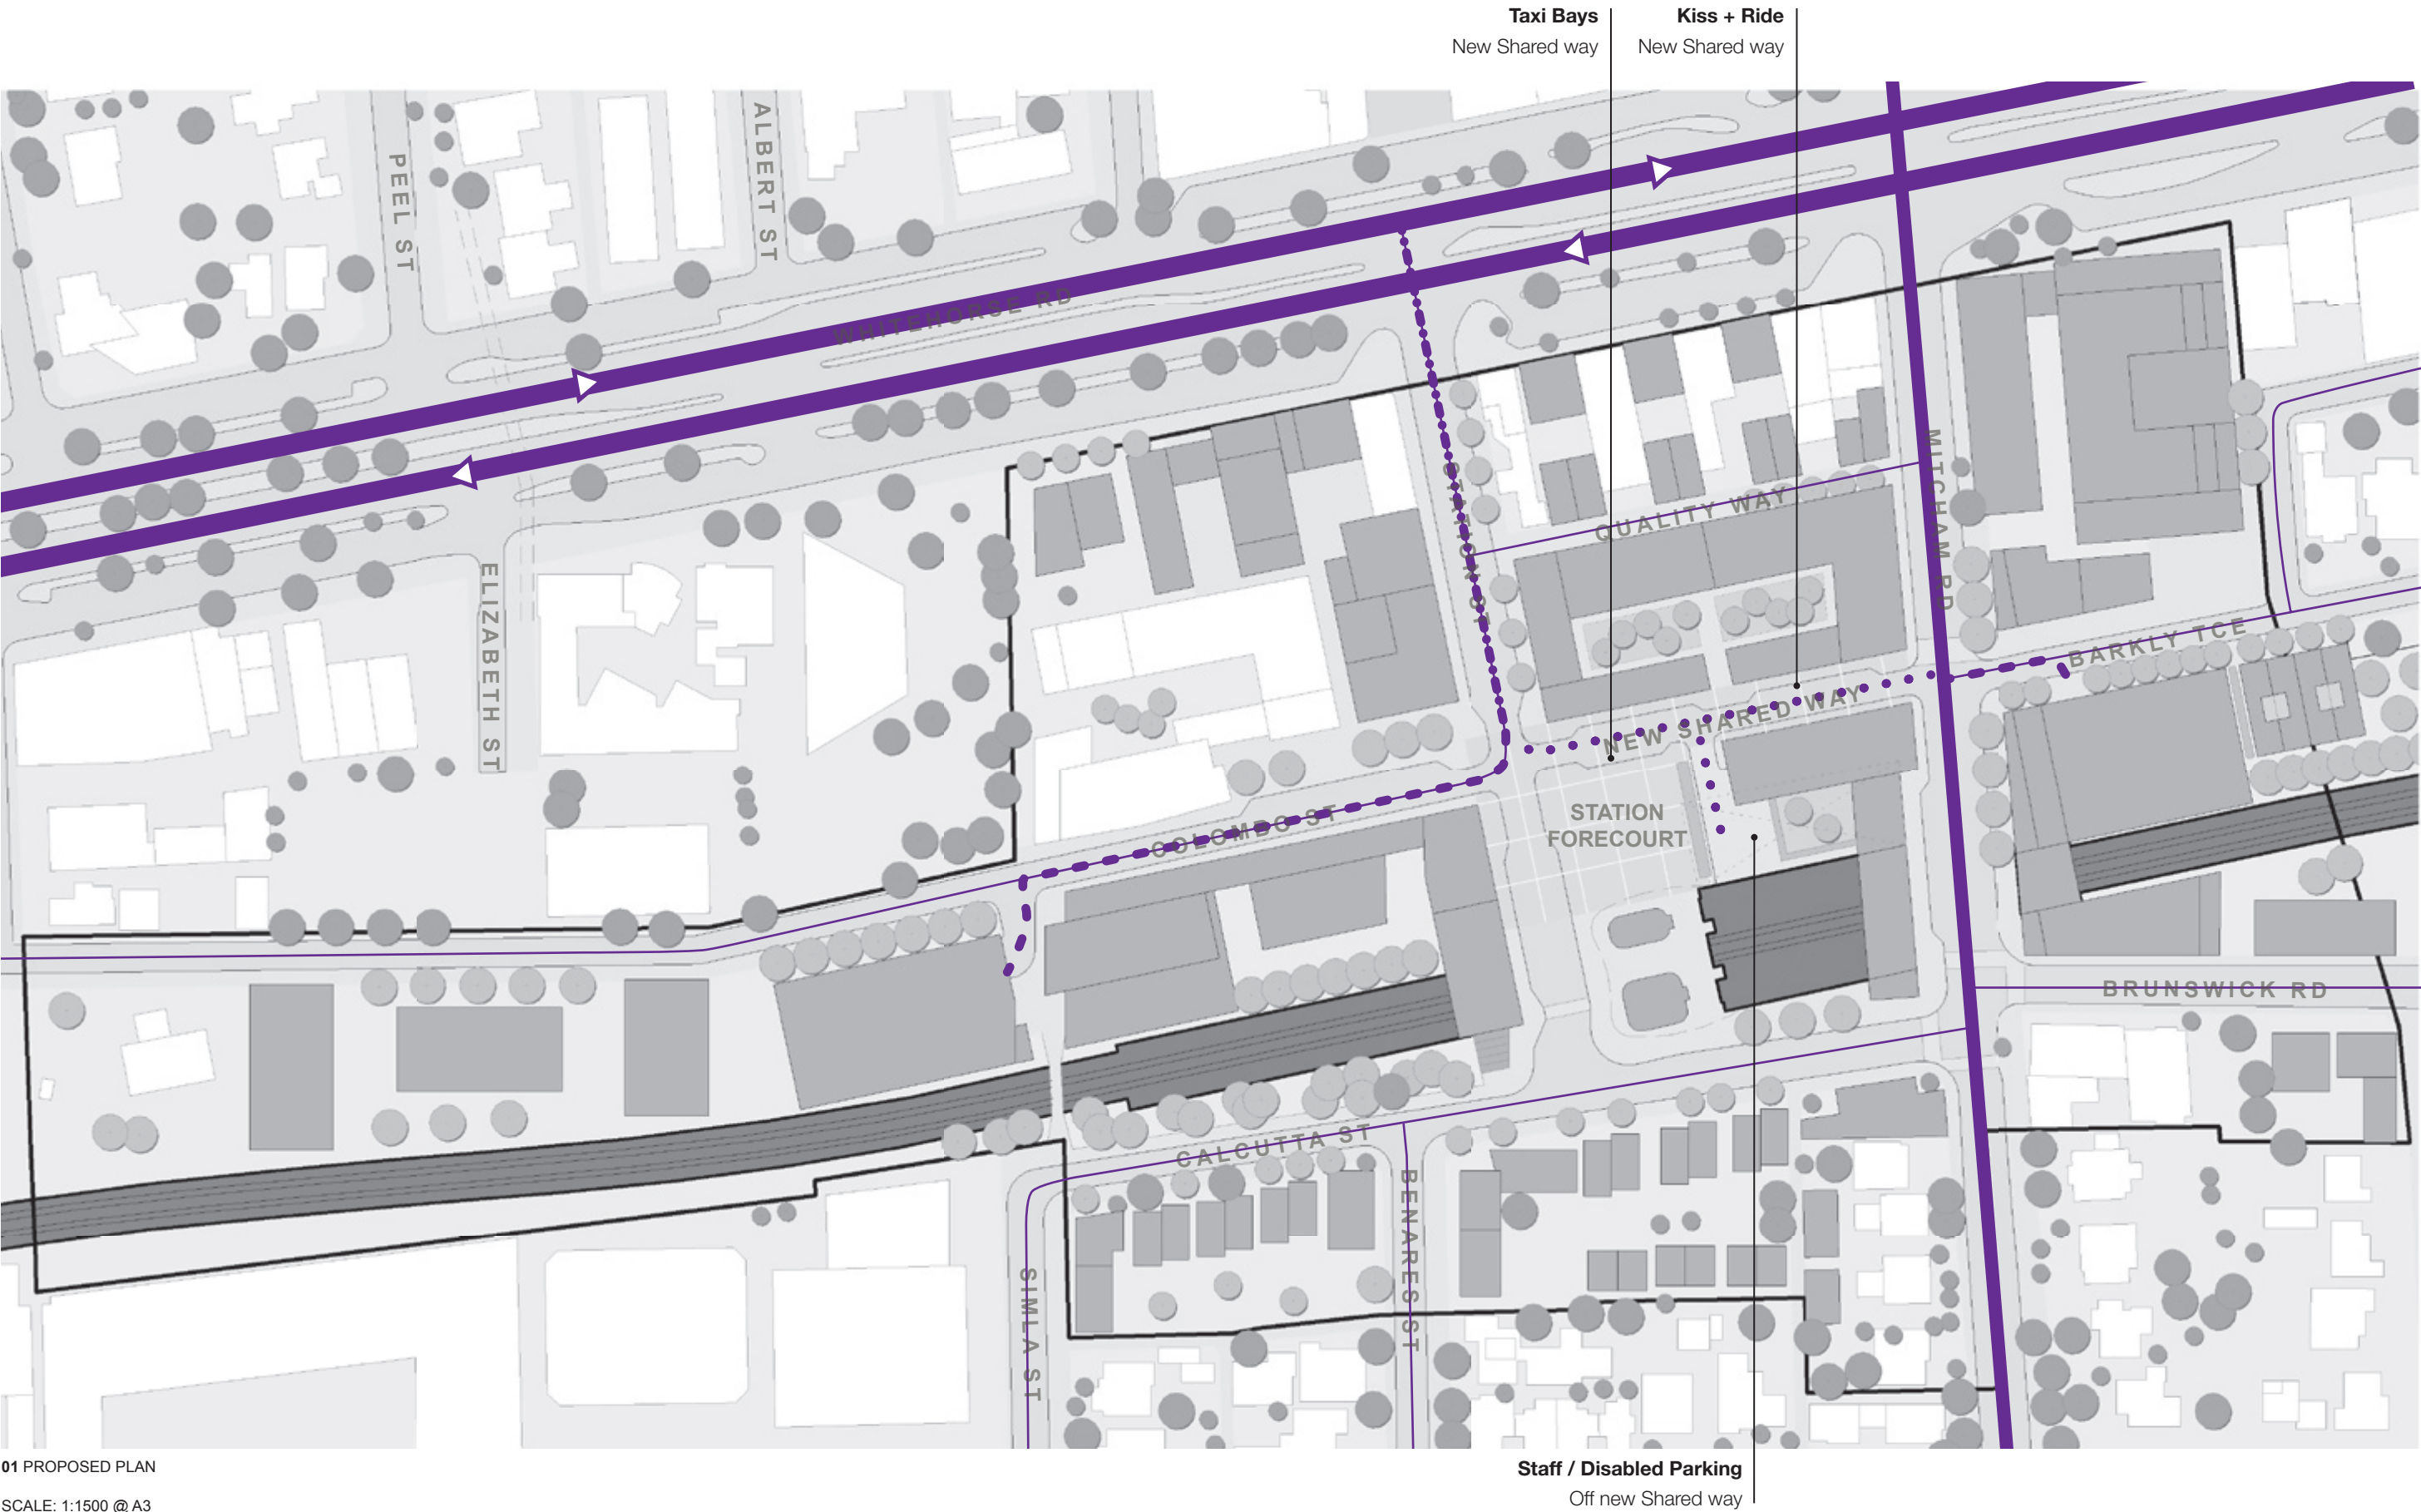 Taxi Bays
New Shared way
Kiss + Ride
New Shared way
PEEL ST
ALBERT ST
WHITEHORSE RD
STATION ST
QUALITY WAY
MITCHAM RD
ELIZABETH ST
BARKLY TCE
NEW SHARED WAY
STATION
FORECOURT
COLOMBO ST
BRUNSWICK RD
CALCUTTA ST
BENARES ST
SIMLA ST
01 PROPOSED PLAN
SCALE: 1:1500 @ A3
Staff / Disabled Parking
Off new Shared way